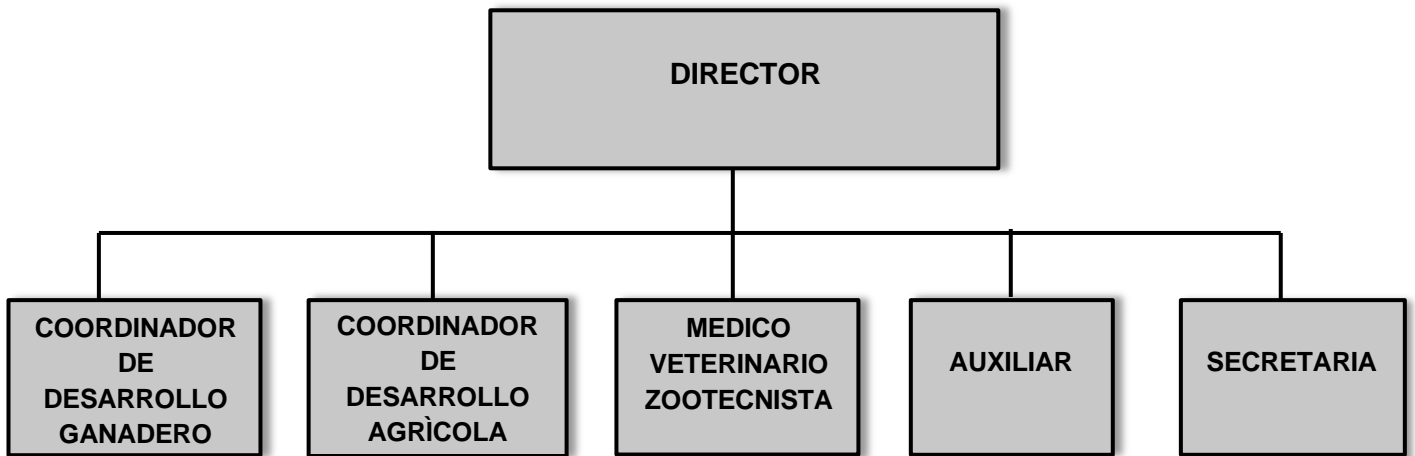 DIRECTOR
COORDINADOR
DE
DESARROLLO
GANADERO
COORDINADOR
DE
DESARROLLO
AGRÌCOLA
MEDICO
VETERINARIO
ZOOTECNISTA
AUXILIAR
SECRETARIA